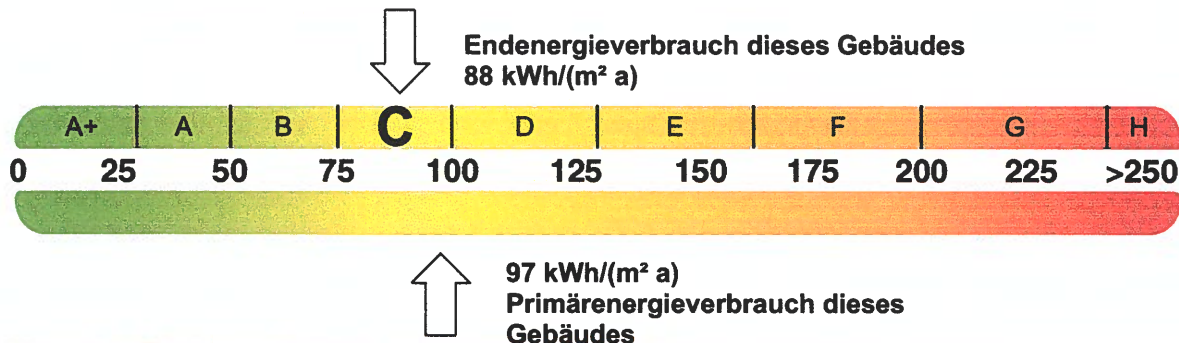 Endenergieverbrauch dieses Gebäudes
88 kWh/(m² a)
A+ A B C D E F G H
0 25 50 75 100 125 150 175 200 225 >250
97 kWh/(m² a)
Primärenergieverbrauch dieses
Gebäudes